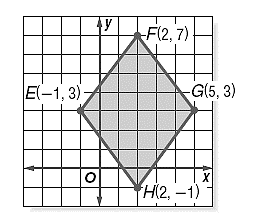 y
F(2, 7)
E(−1, 3)
G(5, 3)
O
x
H(2, −1)